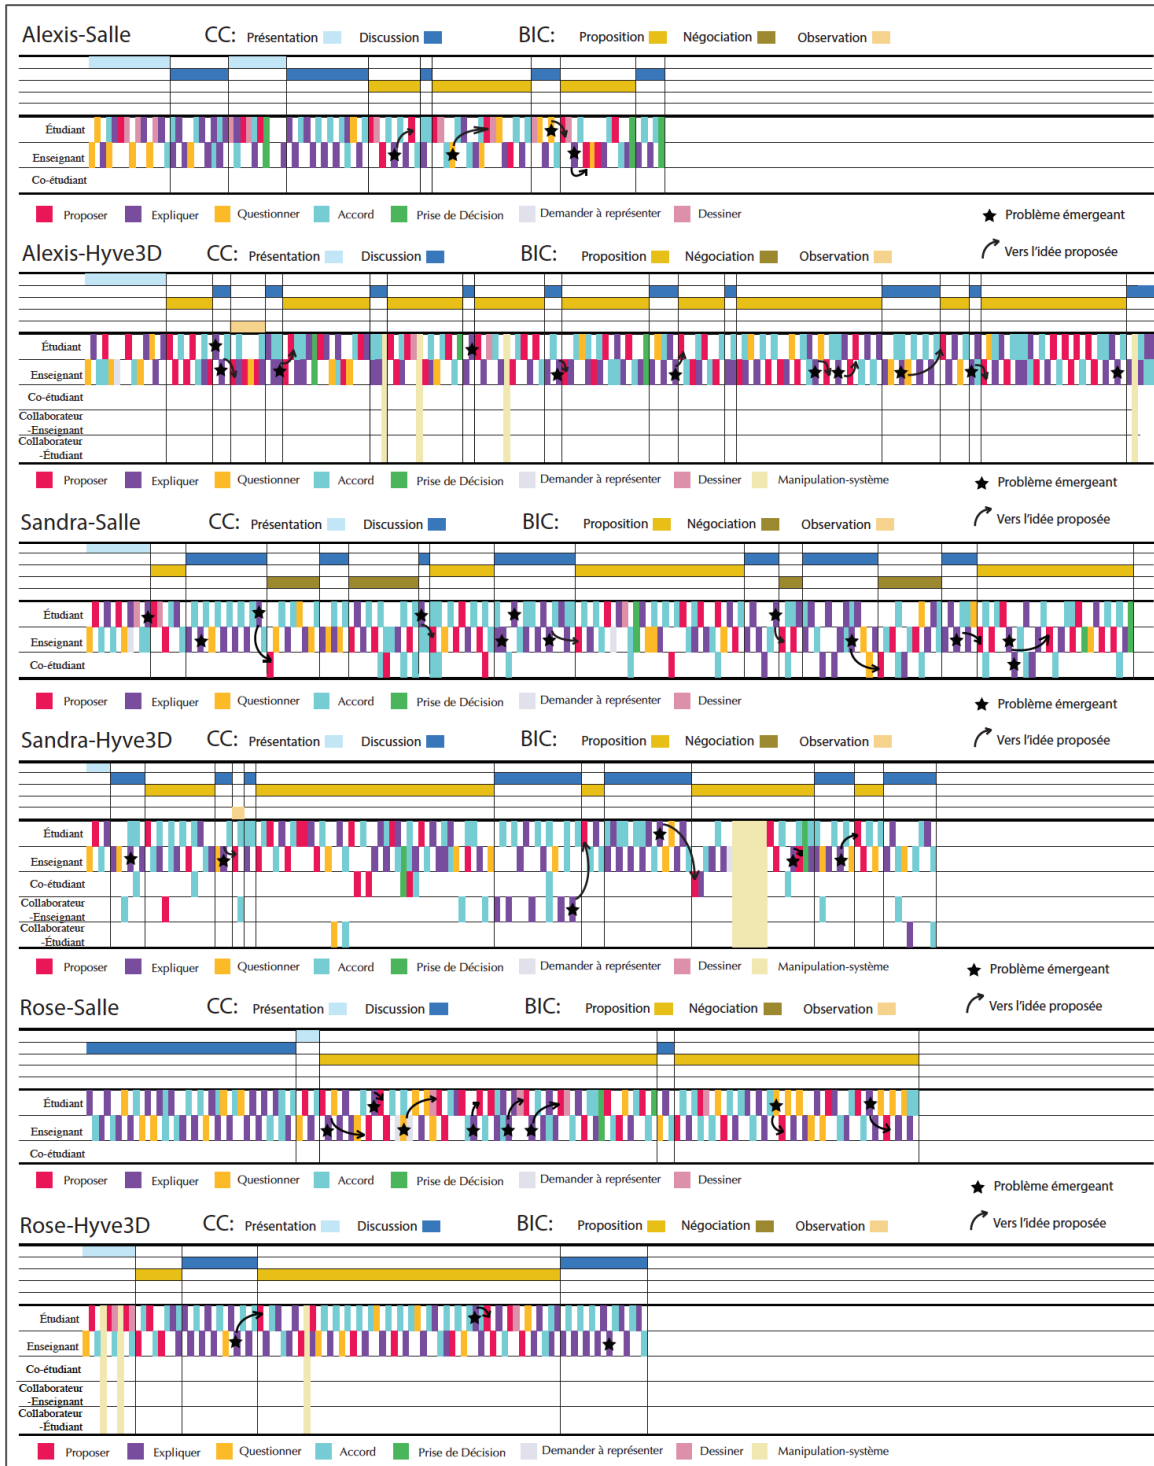 Alexis-Salle CC: Présentation Discussion BIC: Proposition Négociation Observation
Étudiant
Enseignant
Co-étudiant
Proposer Expliquer Questionner Accord Prise de Décision Demander à représenter Dessiner Problème émergeant
Vers l'idée proposée
Alexis-Hyve3D CC: Présentation Discussion BIC: Proposition Négociation Observation
Étudiant
Enseignant
Co-étudiant
Collaborateur
-Enseignant
Collaborateur
-Étudiant
Proposer Expliquer Questionner Accord Prise de Décision Demander à représenter Dessiner Manipulation-système Problème émergeant
Vers l'idée proposée
Sandra-Salle CC: Présentation Discussion BIC: Proposition Négociation Observation
Étudiant
Enseignant
Co-étudiant
Proposer Expliquer Questionner Accord Prise de Décision Demander à représenter Dessiner Problème émergeant
Vers l'idée proposée
Sandra-Hyve3D CC: Présentation Discussion BIC: Proposition Négociation Observation
Étudiant
Enseignant
Co-étudiant
Collaborateur
-Enseignant
Collaborateur
-Étudiant
Proposer Expliquer Questionner Accord Prise de Décision Demander à représenter Dessiner Manipulation-système Problème émergeant
Vers l'idée proposée
Rose-Salle CC: Présentation Discussion BIC: Proposition Négociation Observation
Étudiant
Enseignant
Co-étudiant
Proposer Expliquer Questionner Accord Prise de Décision Demander à représenter Dessiner Problème émergeant
Vers l'idée proposée
Rose-Hyve3D CC: Présentation Discussion BIC: Proposition Négociation Observation
Étudiant
Enseignant
Co-étudiant
Collaborateur
-Enseignant
Collaborateur
-Étudiant
Proposer Expliquer Questionner Accord Prise de Décision Demander à représenter Dessiner Manipulation-système